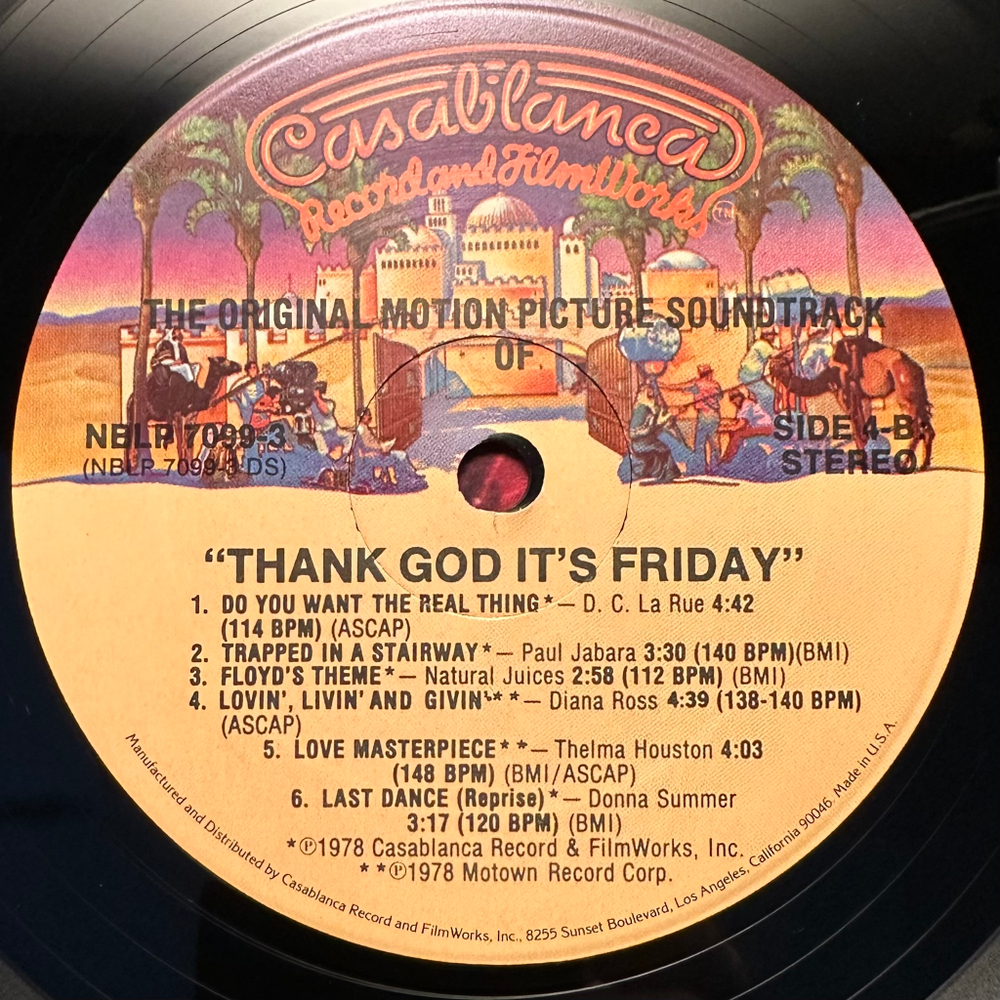 Casablanca
Record and FilmWorks TM
THE ORIGINAL MOTION PICTURE SOUNDTRACK
OF
NBLP 7099-3
(NBLP 7099-3 DS)
SIDE 4-B
STEREO
“THANK GOD IT'S FRIDAY”
1. DO YOU WANT THE REAL THING*— D. C. La Rue 4:42
(114 BPM) (ASCAP)
2. TRAPPED IN A STAIRWAY*— Paul Jabara 3:30 (140 BPM)(BMI)
3. FLOYD'S THEME*— Natural Juices 2:58 (112 BPM) (BMI)
4. LOVIN', LIVIN' AND GIVIN'**— Diana Ross 4:39 (138-140 BPM)
(ASCAP)
5. LOVE MASTERPIECE**— Thelma Houston 4:03
(148 BPM) (BMI/ASCAP)
6. LAST DANCE (Reprise)*— Donna Summer
3:17 (120 BPM) (BMI)
*℗1978 Casablanca Record & FilmWorks, Inc.
**℗1978 Motown Record Corp.
Manufactured and Distributed by Casablanca Record and FilmWorks, Inc., 8255 Sunset Boulevard, Los Angeles, California 90046. Made in U.S.A.